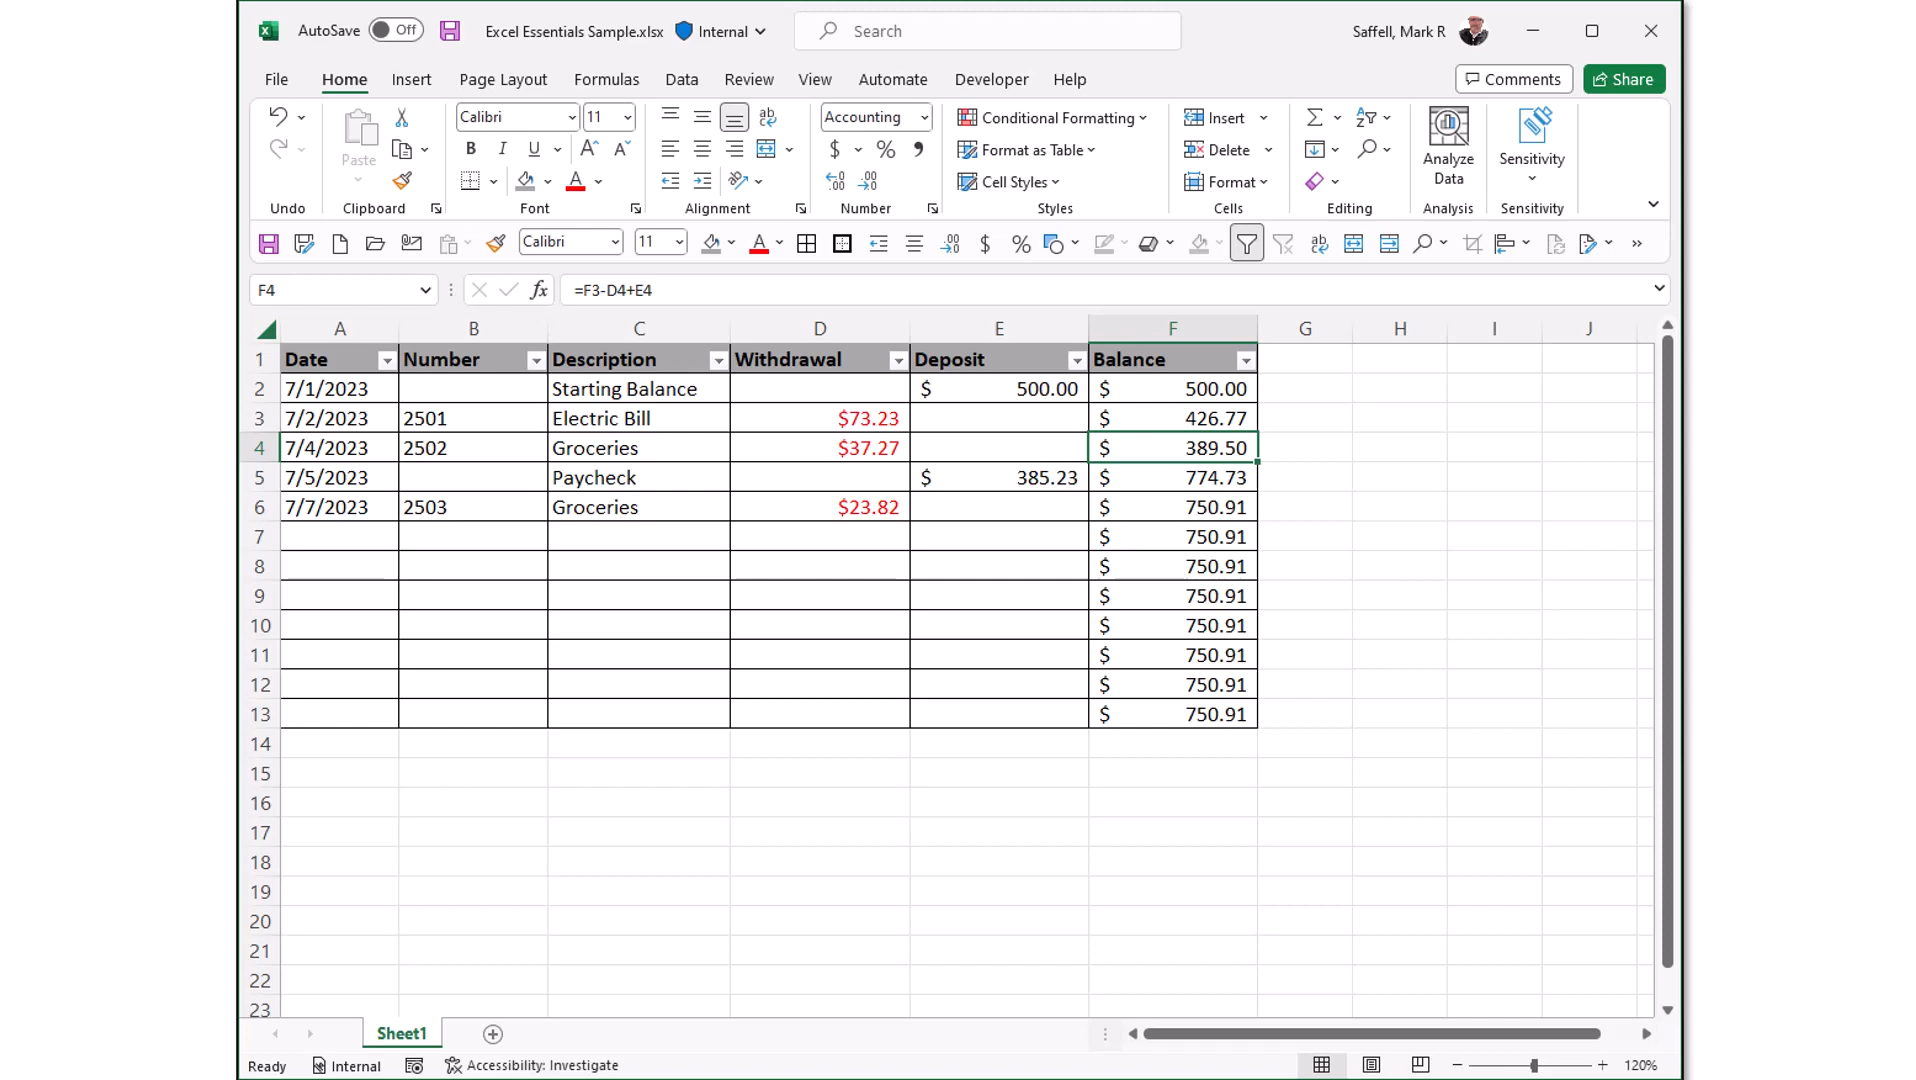 AutoSave Off Excel Essentials Sample.xlsx Internal Search Saffell, Mark R
File Home Insert Page Layout Formulas Data Review View Automate Developer Help Comments Share
Calibri 11 Accounting Conditional Formatting Insert
Paste B I U $ % Format as Table Delete Analyze Data Sensitivity
Cell Styles Format
Undo Clipboard Font Alignment Number Styles Cells Editing Analysis Sensitivity
Calibri 11 $ %
F4 fx =F3-D4+E4
A B C D E F G H I J
1 Date Number Description Withdrawal Deposit Balance
2 7/1/2023 Starting Balance $ 500.00 $ 500.00
3 7/2/2023 2501 Electric Bill $73.23 $ 426.77
4 7/4/2023 2502 Groceries $37.27 $ 389.50
5 7/5/2023 Paycheck $ 385.23 $ 774.73
6 7/7/2023 2503 Groceries $23.82 $ 750.91
7 $ 750.91
8 $ 750.91
9 $ 750.91
10 $ 750.91
11 $ 750.91
12 $ 750.91
13 $ 750.91
14
15
16
17
18
19
20
21
22
23
Sheet1
Ready Internal Accessibility: Investigate 120%